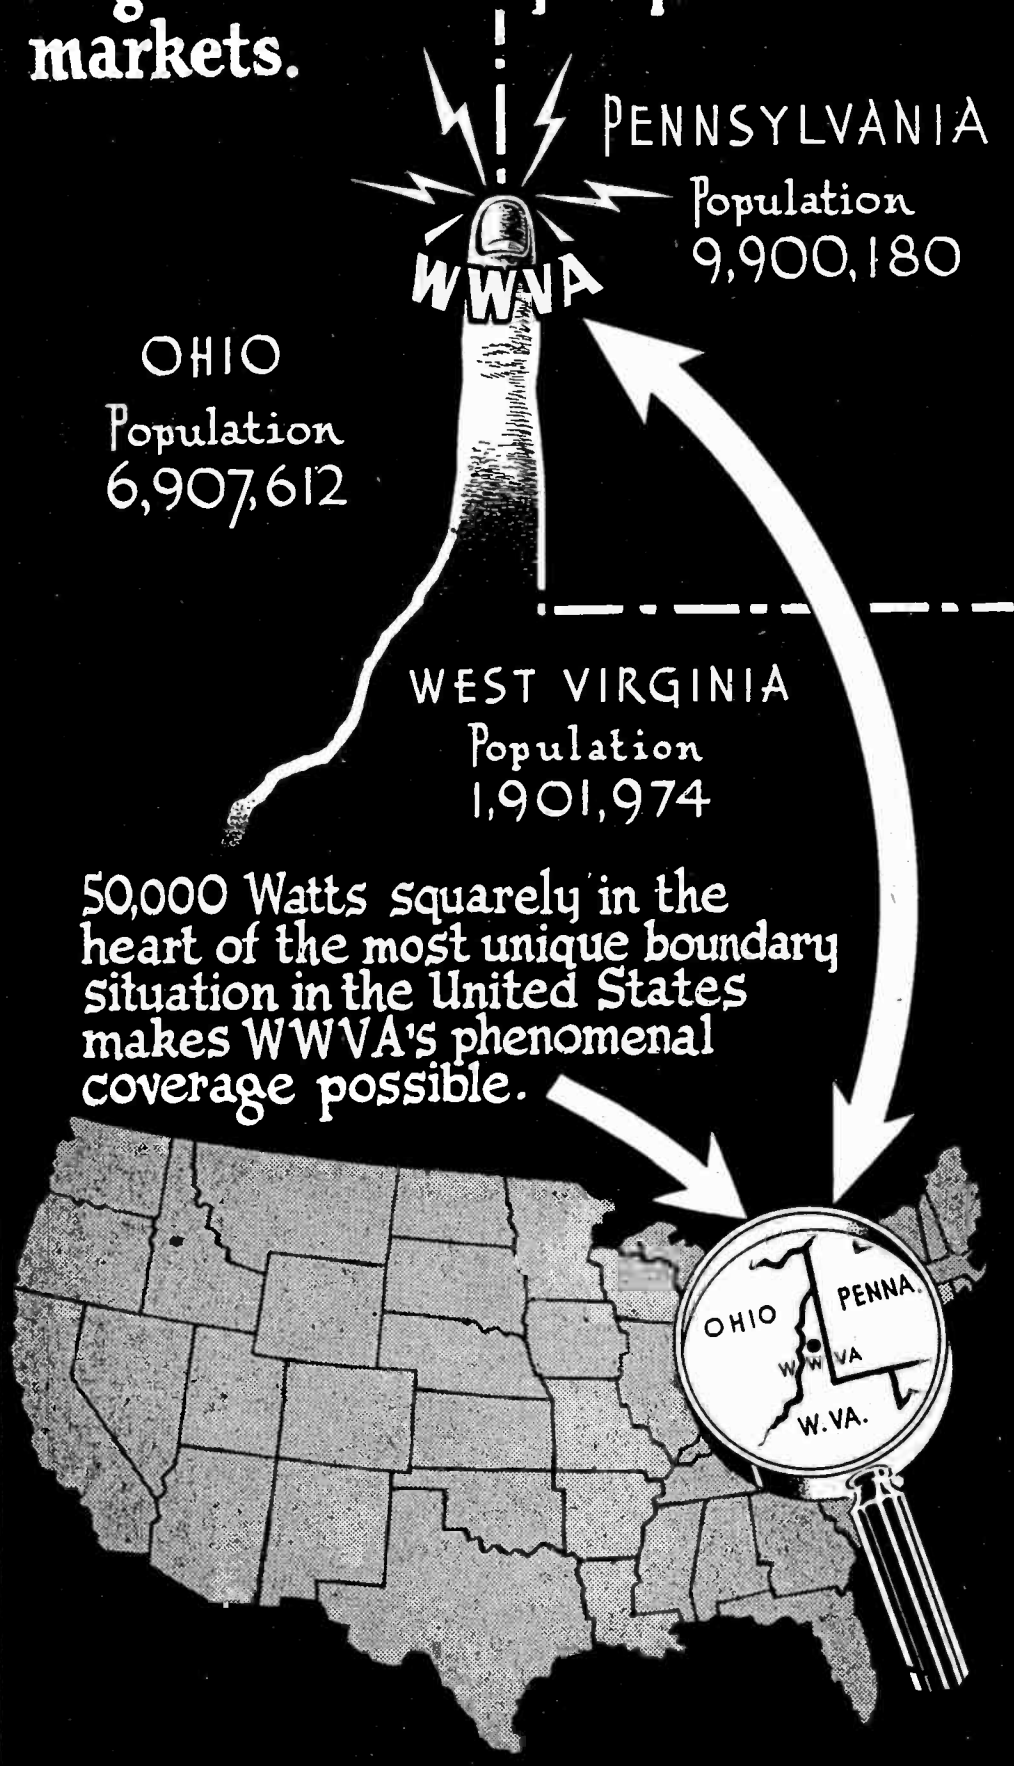 markets.
PENNSYLVANIA
Population
9,900,180
WWVA
OHIO
Population
6,907,612
WEST VIRGINIA
Population
1,901,974
50,000 Watts squarely in the
heart of the most unique boundary
situation in the United States
makes WWVA's phenomenal
coverage possible.
OHIO
PENNA.
WWVA
W.VA.